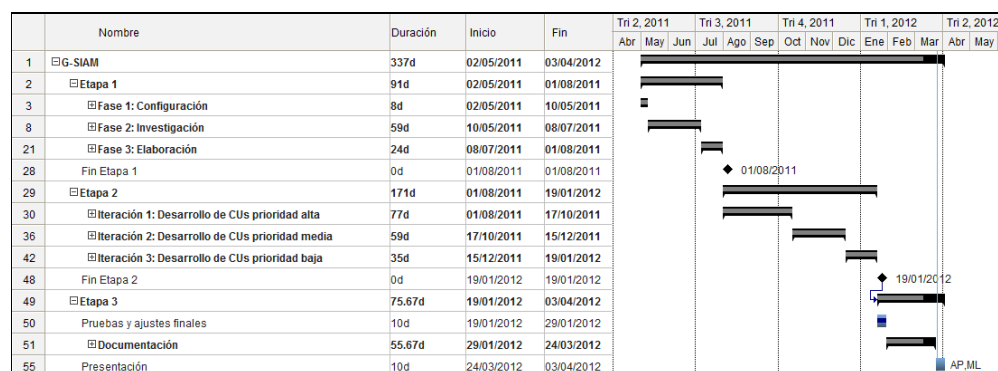 Nombre Duración Inicio Fin Tri 2, 2011 Tri 3, 2011 Tri 4, 2011 Tri 1, 2012 Tri 2, 2012
Abr May Jun Jul Ago Sep Oct Nov Dic Ene Feb Mar Abr May
1 G-SIAM 337d 02/05/2011 03/04/2012
2 Etapa 1 91d 02/05/2011 01/08/2011
3 Fase 1: Configuración 8d 02/05/2011 10/05/2011
8 Fase 2: Investigación 59d 10/05/2011 08/07/2011
21 Fase 3: Elaboración 24d 08/07/2011 01/08/2011
28 Fin Etapa 1 0d 01/08/2011 01/08/2011 01/08/2011
29 Etapa 2 171d 01/08/2011 19/01/2012
30 Iteración 1: Desarrollo de CUs prioridad alta 77d 01/08/2011 17/10/2011
36 Iteración 2: Desarrollo de CUs prioridad media 59d 17/10/2011 15/12/2011
42 Iteración 3: Desarrollo de CUs prioridad baja 35d 15/12/2011 19/01/2012
48 Fin Etapa 2 0d 19/01/2012 19/01/2012 19/01/2012
49 Etapa 3 75.67d 19/01/2012 03/04/2012
50 Pruebas y ajustes finales 10d 19/01/2012 29/01/2012
51 Documentación 55.67d 29/01/2012 24/03/2012
55 Presentación 10d 24/03/2012 03/04/2012 AP,ML